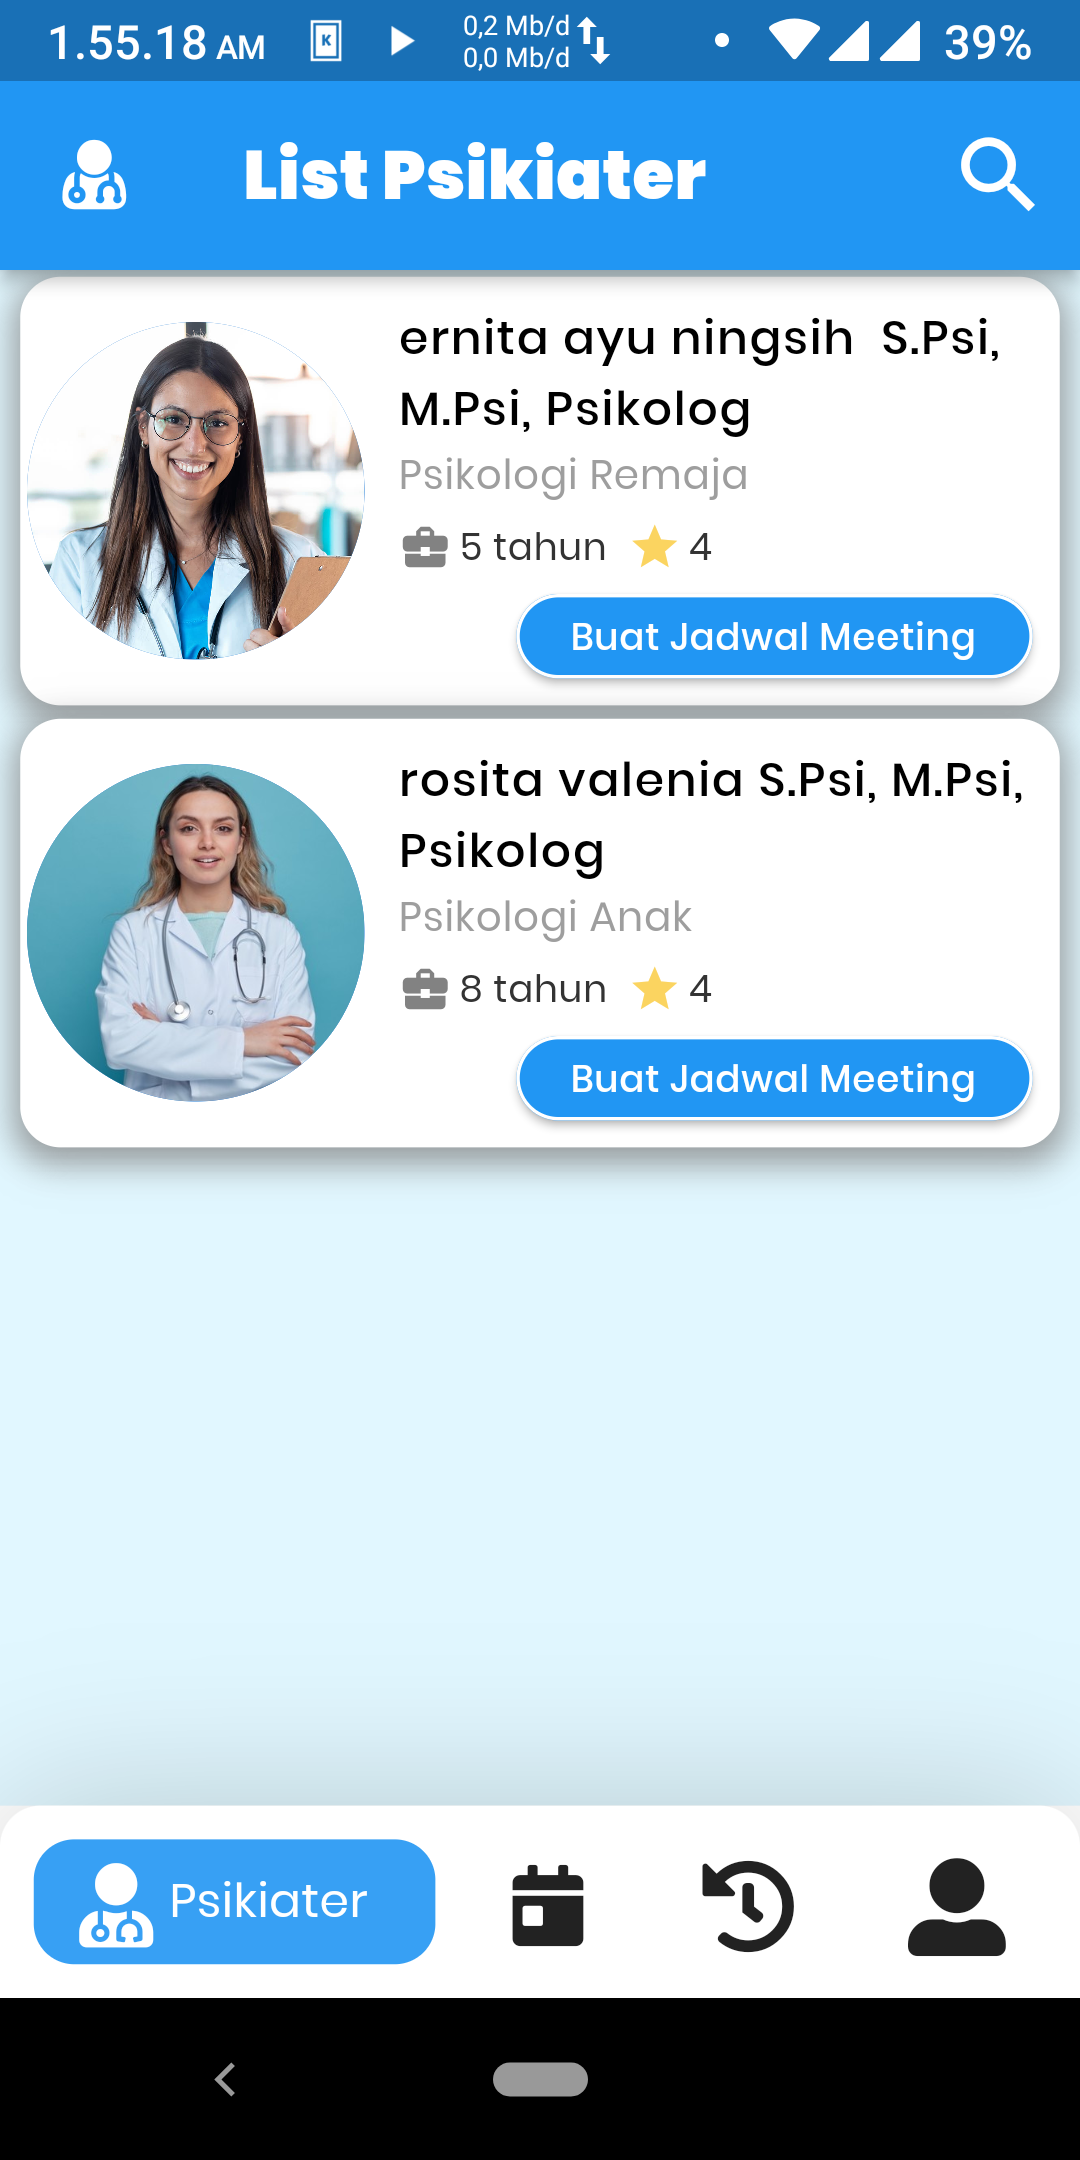 1.55.18 AM
K
0,2 Mb/d
0,0 Mb/d
39%
List Psikiater
ernita ayu ningsih  S.Psi,
M.Psi, Psikolog
Psikologi Remaja
5 tahun 4
Buat Jadwal Meeting
rosita valenia S.Psi, M.Psi,
Psikolog
Psikologi Anak
8 tahun 4
Buat Jadwal Meeting
Psikiater